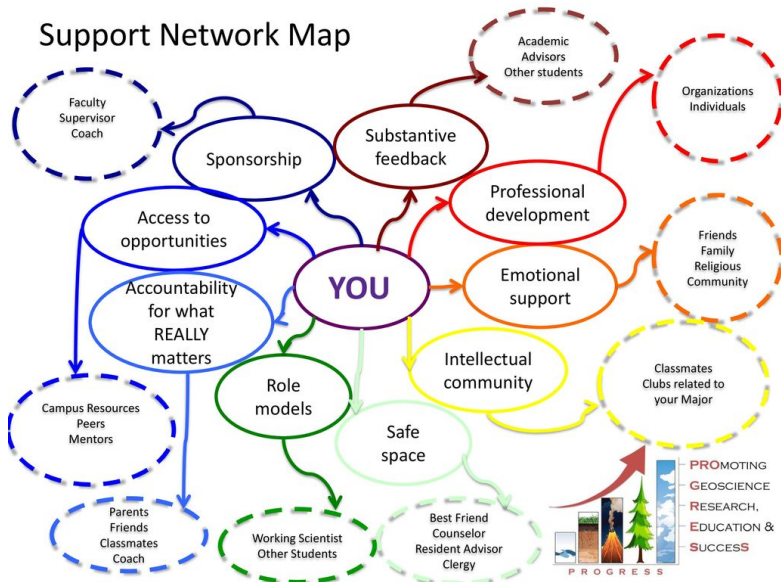 Support Network Map
Academic
Advisors
Other students
Organizations
Individuals
Faculty
Supervisor
Coach
Sponsorship
Substantive
feedback
Professional
development
Access to
opportunities
Friends
Family
Religious
Community
YOU
Emotional
support
Accountability
for what
REALLY
matters
Intellectual
community
Classmates
Clubs related to
your Major
Role
models
Safe
space
Campus Resources
Peers
Mentors
Parents
Friends
Classmates
Coach
Working Scientist
Other Students
Best Friend
Counselor
Resident Advisor
Clergy
PROMOTING
GEOSCIENCE
RESEARCH,
EDUCATION &
SUCCESS
PROGRESS